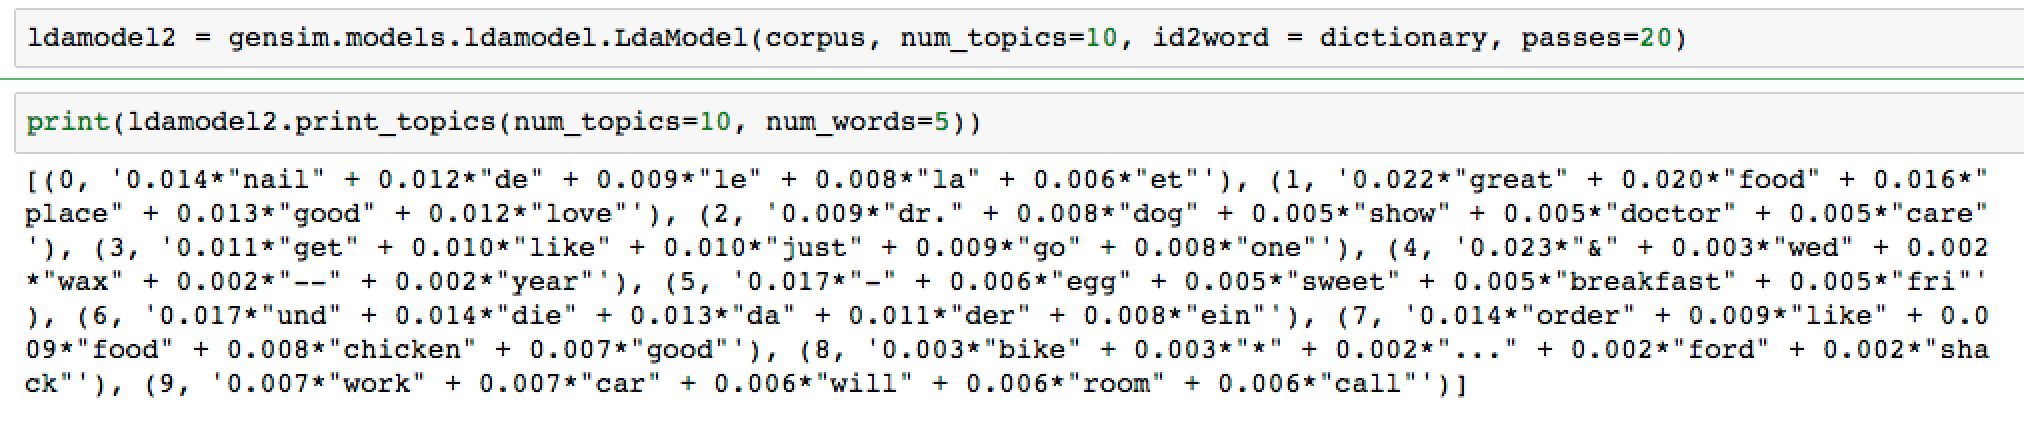 ldamodel2 = gensim.models.ldamodel.LdaModel(corpus, num_topics=10, id2word = dictionary, passes=20)
print(ldamodel2.print_topics(num_topics=10, num_words=5))
[(0, '0.014*"nail" + 0.012*"de" + 0.009*"le" + 0.008*"la" + 0.006*"et"'), (1, '0.022*"great" + 0.020*"food" + 0.016*"
place" + 0.013*"good" + 0.012*"love"'), (2, '0.009*"dr." + 0.008*"dog" + 0.005*"show" + 0.005*"doctor" + 0.005*"care"
'), (3, '0.011*"get" + 0.010*"like" + 0.010*"just" + 0.009*"go" + 0.008*"one"'), (4, '0.023*"&" + 0.003*"wed" + 0.002
*"wax" + 0.002*"--" + 0.002*"year"'), (5, '0.017*"-" + 0.006*"egg" + 0.005*"sweet" + 0.005*"breakfast" + 0.005*"fri"'
), (6, '0.017*"und" + 0.014*"die" + 0.013*"da" + 0.011*"der" + 0.008*"ein"'), (7, '0.014*"order" + 0.009*"like" + 0.0
09*"food" + 0.008*"chicken" + 0.007*"good"'), (8, '0.003*"bike" + 0.003*"*" + 0.002*"..." + 0.002*"ford" + 0.002*"sha
ck"'), (9, '0.007*"work" + 0.007*"car" + 0.006*"will" + 0.006*"room" + 0.006*"call"')]